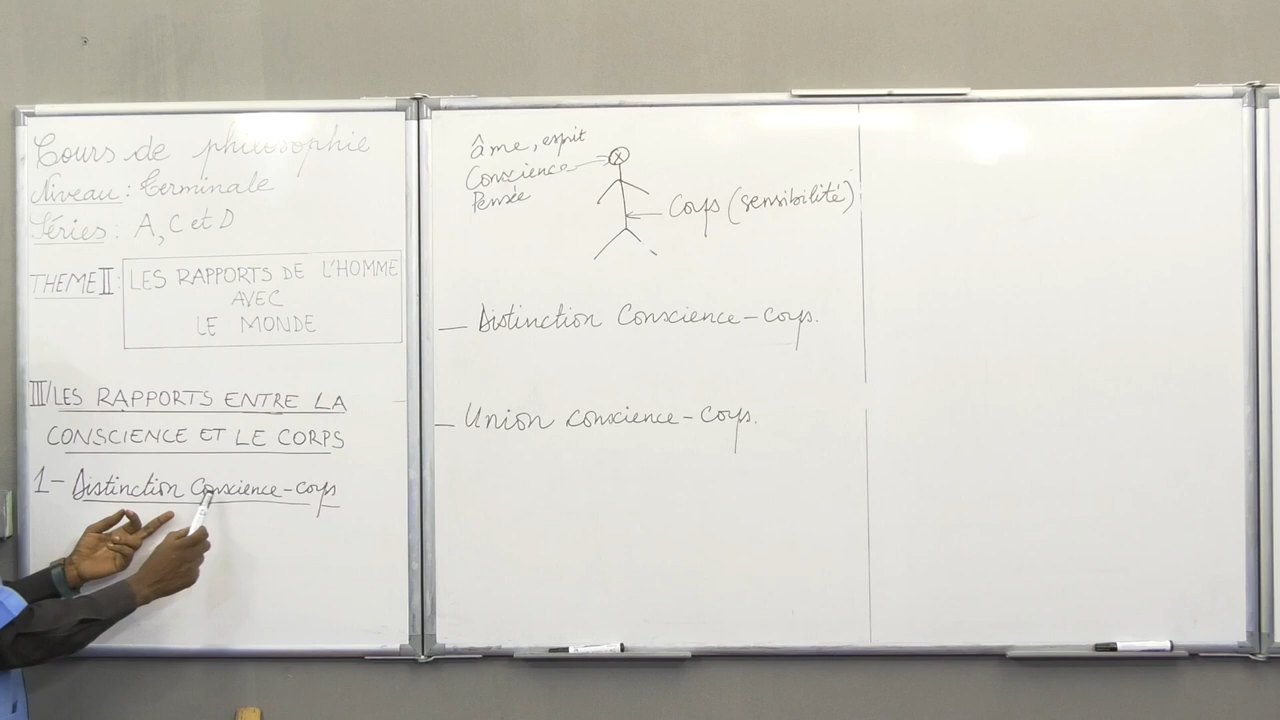 Cours de philosophie
Niveau : Terminale
Séries : A, C et D
THEME II : LES RAPPORTS DE L'HOMME
AVEC
LE MONDE
III/ LES RAPPORTS ENTRE LA
CONSCIENCE ET LE CORPS
1- Distinction Conscience-corps
âme, esprit
Conscience
Pensée
Corps (sensibilité)
— Distinction Conscience-corps.
— Union conscience-corps.